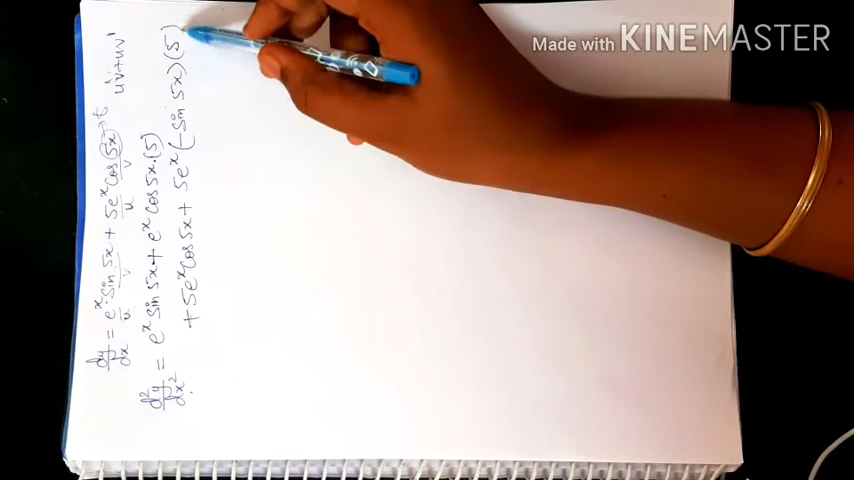 dy/dx = e^x sin 5x + 5e^x cos(5x) → t u'v+uv'
u v u v
d²y/dx² = e^x sin 5x + e^x cos 5x.(5)
+ 5e^x cos 5x + 5e^x (-sin 5x)(5)
Made with KINEMASTER